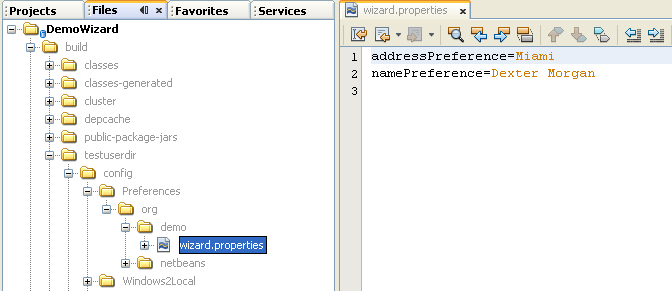 Projects Files Favorites Services
DemoWizard
build
classes
classes-generated
cluster
depcache
public-package-jars
testuserdir
config
Preferences
org
demo
wizard.properties
netbeans
Windows2Local
wizard.properties
1 addressPreference=Miami
2 namePreference=Dexter Morgan
3